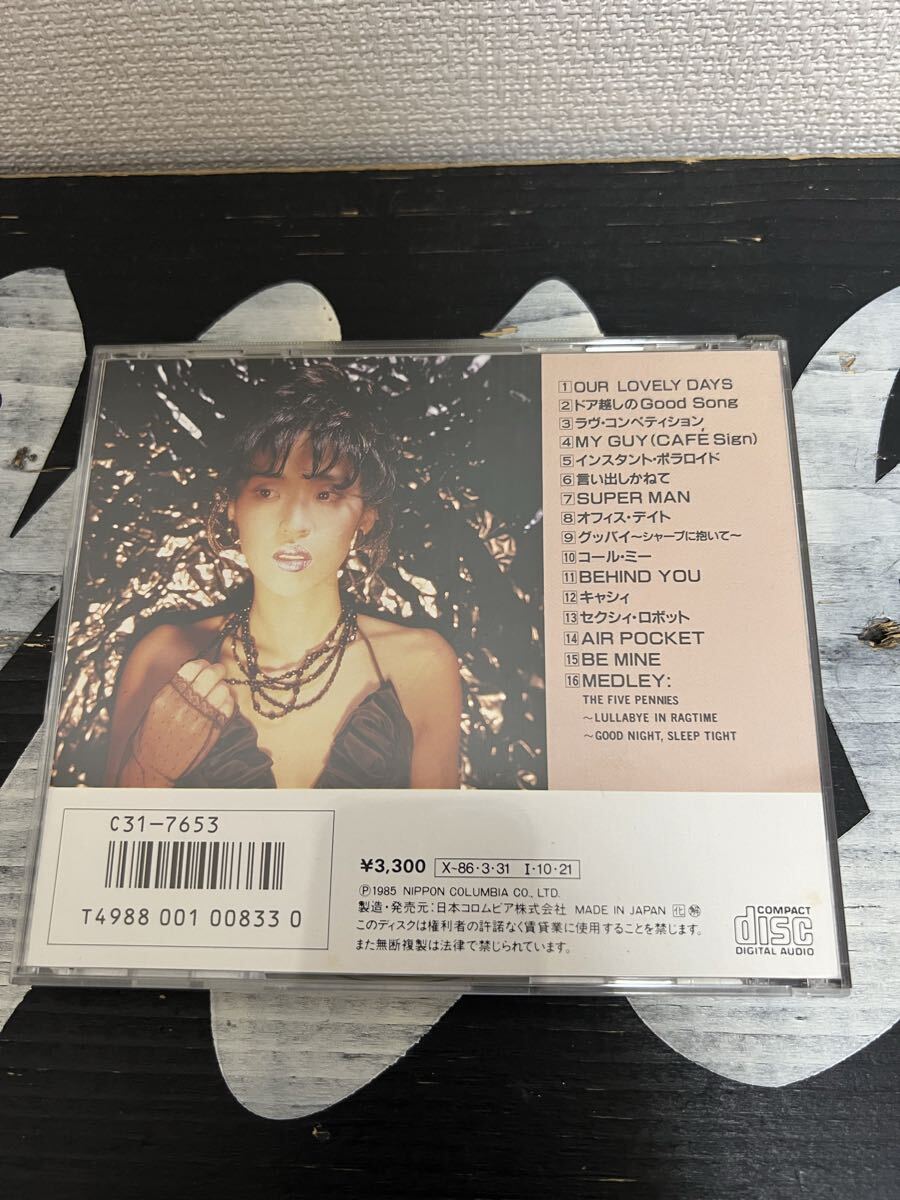 1 OUR LOVELY DAYS
2 ドア越しのGood Song
3 ラヴ・コンペティション
4 MY GUY (CAFÉ Sign)
5 インスタント・ポラロイド
6 言い出しかねて
7 SUPER MAN
8 オフィス・デイト
9 グッバイ〜シャープに抱いて〜
10 コール・ミー
11 BEHIND YOU
12 キャシィ
13 セクシィ・ロボット
14 AIR POCKET
15 BE MINE
16 MEDLEY:
THE FIVE PENNIES
〜LULLABYE IN RAGTIME
〜GOOD NIGHT, SLEEP TIGHT
C31-7653
T4988 001 00833 0
¥3,300 X~86・3・31 I・10・21
Ⓟ1985 NIPPON COLUMBIA CO., LTD.
製造・発売元:日本コロムビア株式会社 MADE IN JAPAN 化 解
このディスクは権利者の許諾なく賃貸業に使用することを禁じます。
また無断複製は法律で禁じられています。
COMPACT
disc
DIGITAL AUDIO